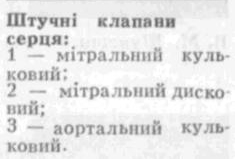 Штучні клапани
серця:
1 — мітральний куль-
ковий;
2 — мітральний диско-
вий;
3 — аортальний куль-
ковий.